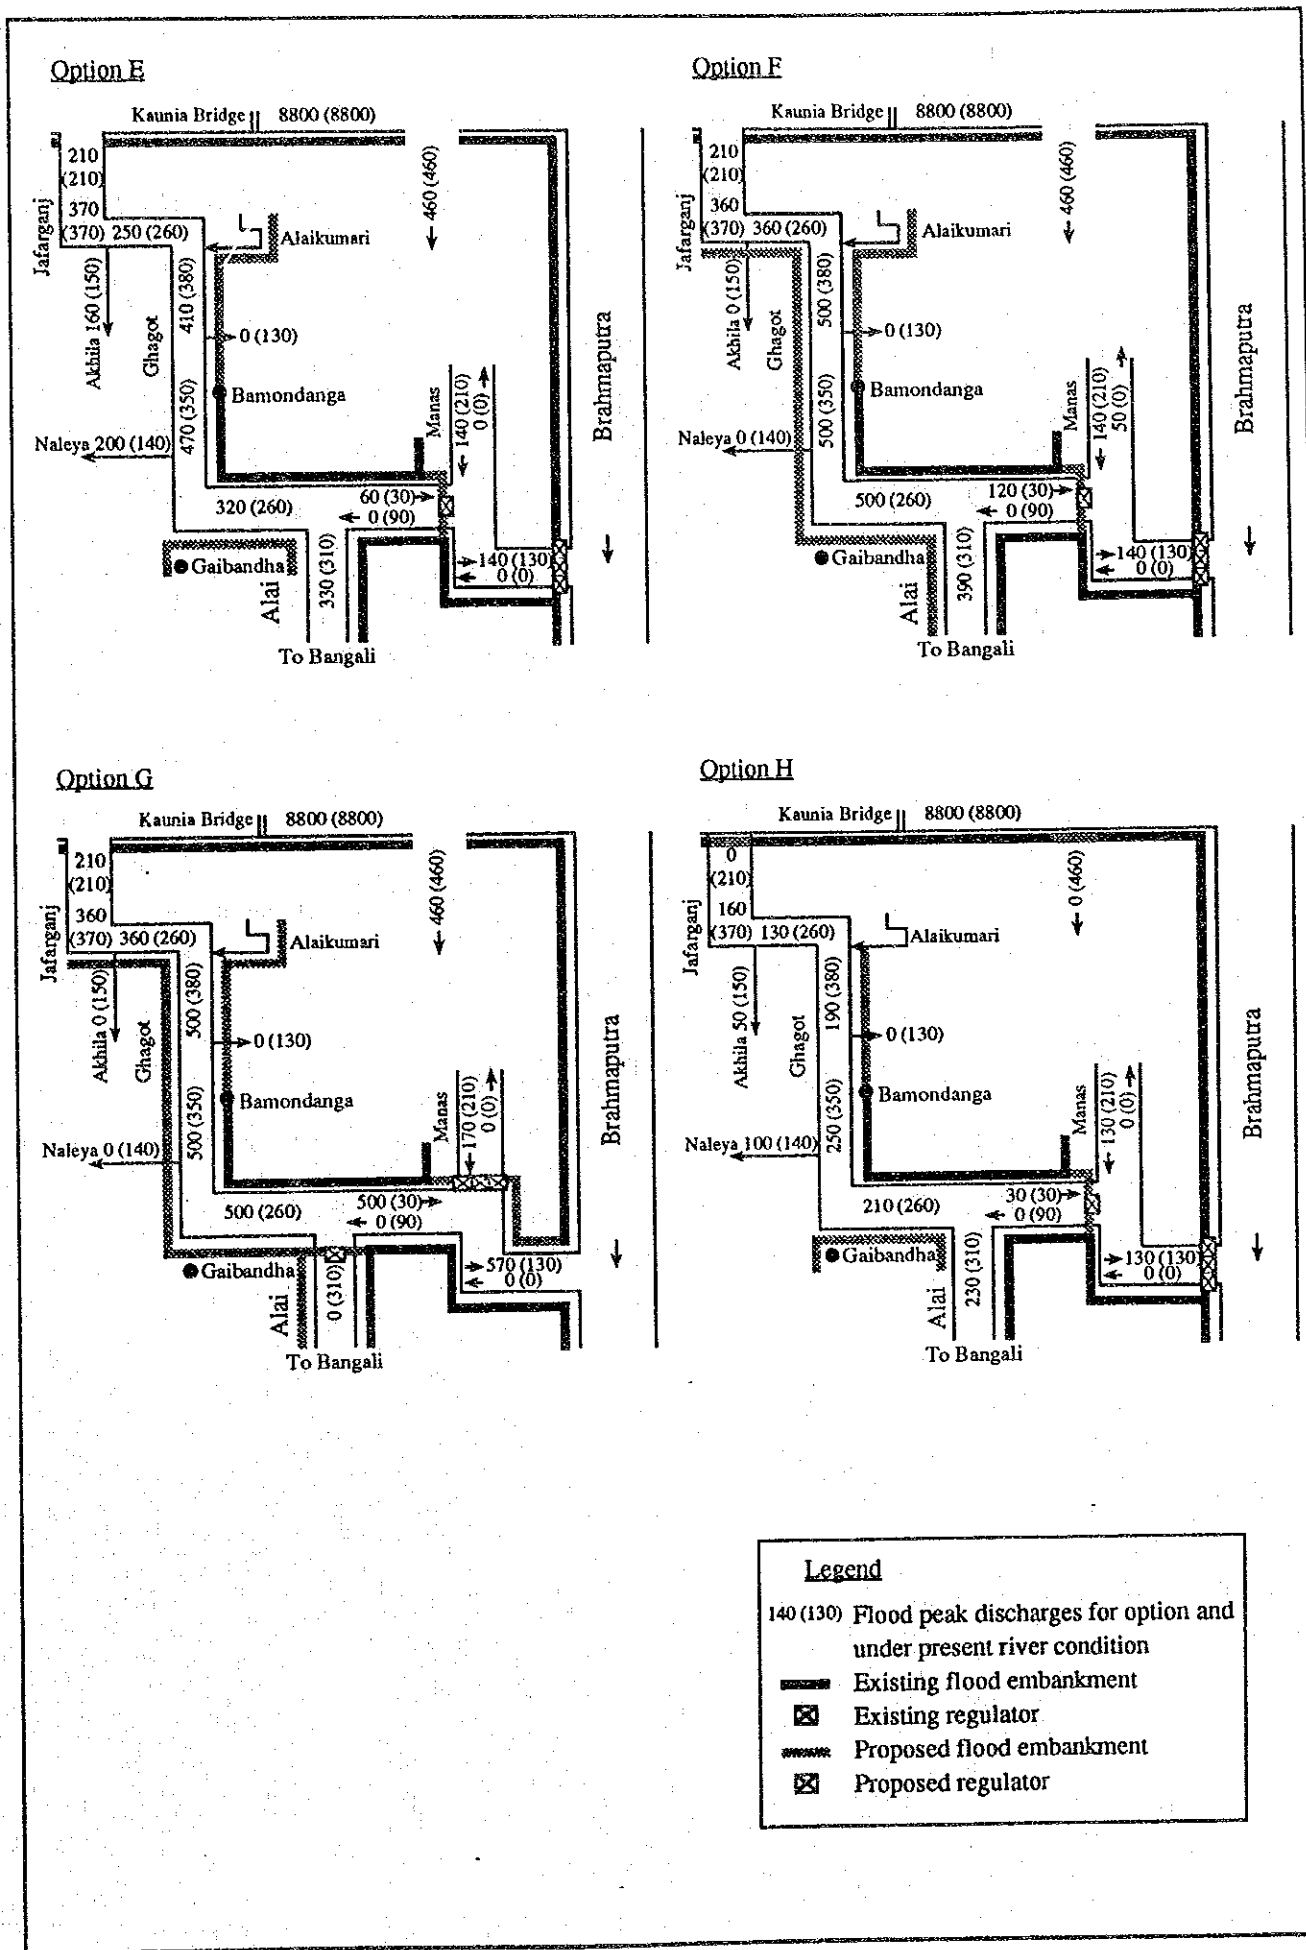 Option E
Kaunia Bridge 8800 (8800)
210
(210)
370
(370) 250 (260)
Jafarganj
460 (460)
Alaikumari
Akhila 160 (150)
Ghagot
410 (380)
0 (130)
Bamondanga
Brahmaputra
Manas
140 (210)
0 (0)
470 (350)
Naleya 200 (140)
60 (30)
320 (260)
0 (90)
Gaibandha
140 (130)
0 (0)
Alai
330 (310)
To Bangali
Option F
Kaunia Bridge 8800 (8800)
210
(210)
360
(370) 360 (260)
Jafarganj
460 (460)
Alaikumari
Akhila 0 (150)
Ghagot
500 (380)
0 (130)
Bamondanga
Brahmaputra
Manas
140 (210)
50 (0)
500 (350)
Naleya 0 (140)
120 (30)
500 (260)
0 (90)
Gaibandha
140 (130)
0 (0)
Alai
390 (310)
To Bangali
Option G
Kaunia Bridge 8800 (8800)
210
(210)
360
(370) 360 (260)
Jafarganj
460 (460)
Alaikumari
Akhila 0 (150)
Ghagot
500 (380)
0 (130)
Bamondanga
Brahmaputra
Manas
170 (210)
0 (0)
500 (350)
Naleya 0 (140)
500 (30)
500 (260)
0 (90)
Gaibandha
570 (130)
0 (0)
Alai
0 (310)
To Bangali
Option H
Kaunia Bridge 8800 (8800)
0
(210)
160
(370) 130 (260)
Jafarganj
0 (460)
Alaikumari
Akhila 50 (150)
Ghagot
190 (380)
0 (130)
Bamondanga
Brahmaputra
Manas
130 (210)
0 (0)
250 (350)
Naleya 100 (140)
30 (30)
210 (260)
0 (90)
Gaibandha
130 (130)
0 (0)
Alai
230 (310)
To Bangali
Legend
140 (130) Flood peak discharges for option and
under present river condition
Existing flood embankment
Existing regulator
Proposed flood embankment
Proposed regulator